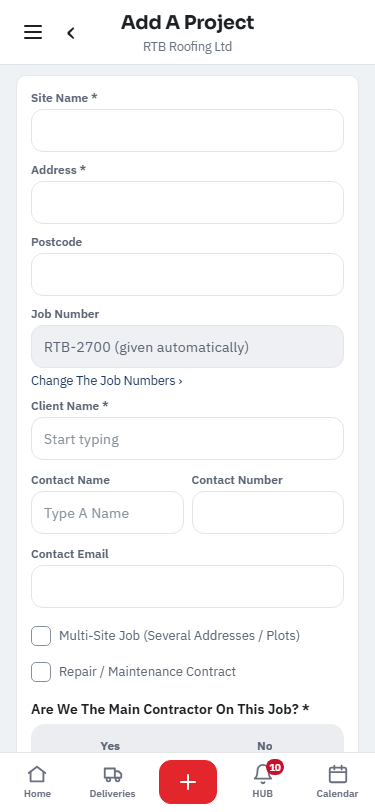 Add A Project
RTB Roofing Ltd
Site Name *
Address *
Postcode
Job Number
RTB-2700 (given automatically)
Change The Job Numbers ›
Client Name *
Start typing
Contact Name
Contact Number
Type A Name
Contact Email
Multi-Site Job (Several Addresses / Plots)
Repair / Maintenance Contract
Are We The Main Contractor On This Job? *
Yes
No
10
Home
Deliveries
HUB
Calendar